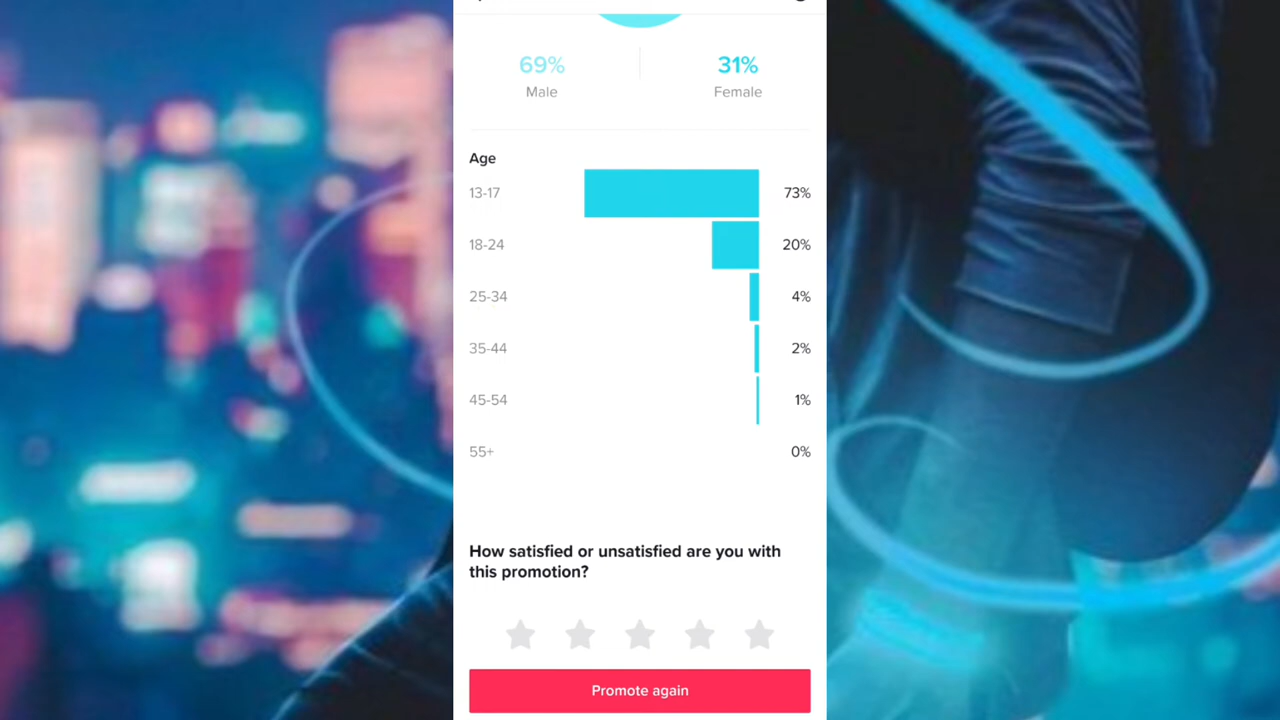 69% 31%
Male Female
Age
13-17 73%
18-24 20%
25-34 4%
35-44 2%
45-54 1%
55+ 0%
How satisfied or unsatisfied are you with
this promotion?
Promote again